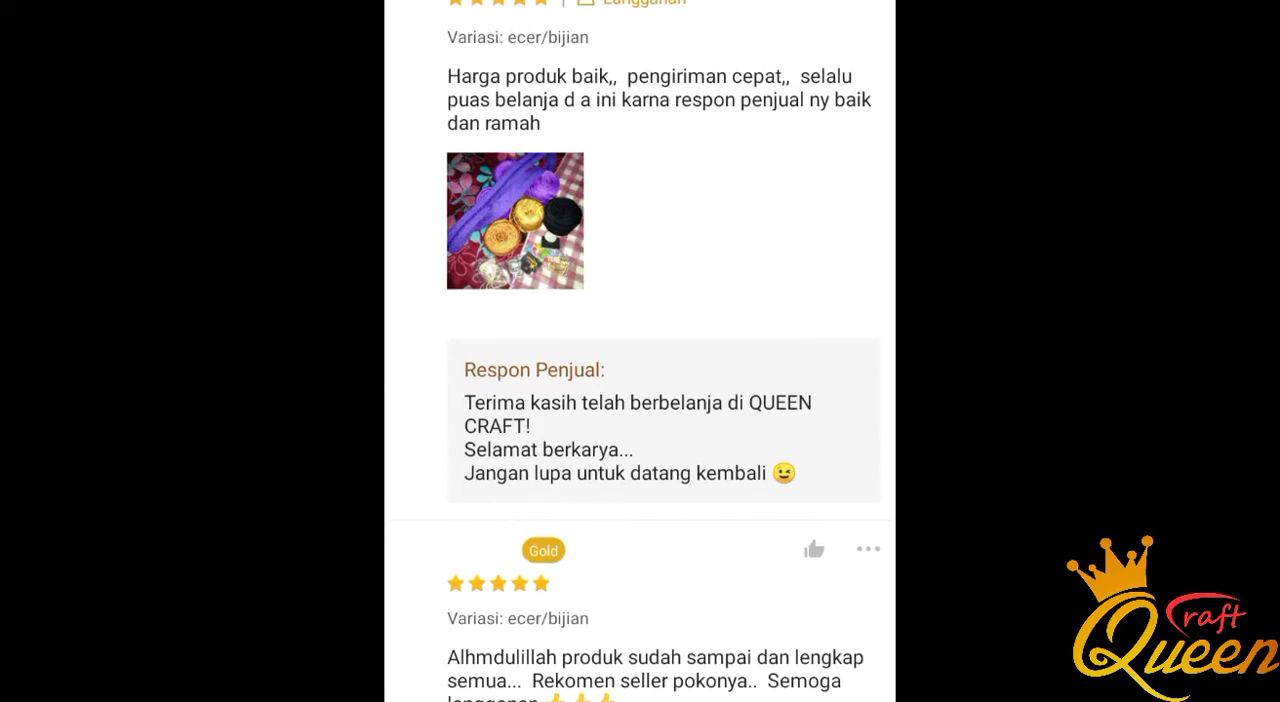 Langganan
Variasi: ecer/bijian
Harga produk baik,, pengiriman cepat,, selalu
puas belanja d a ini karna respon penjual ny baik
dan ramah
Respon Penjual:
Terima kasih telah berbelanja di QUEEN
CRAFT!
Selamat berkarya...
Jangan lupa untuk datang kembali 😉
Gold
Variasi: ecer/bijian
Alhmdulillah produk sudah sampai dan lengkap
semua... Rekomen seller pokonya.. Semoga
langganan
Craft
Queen